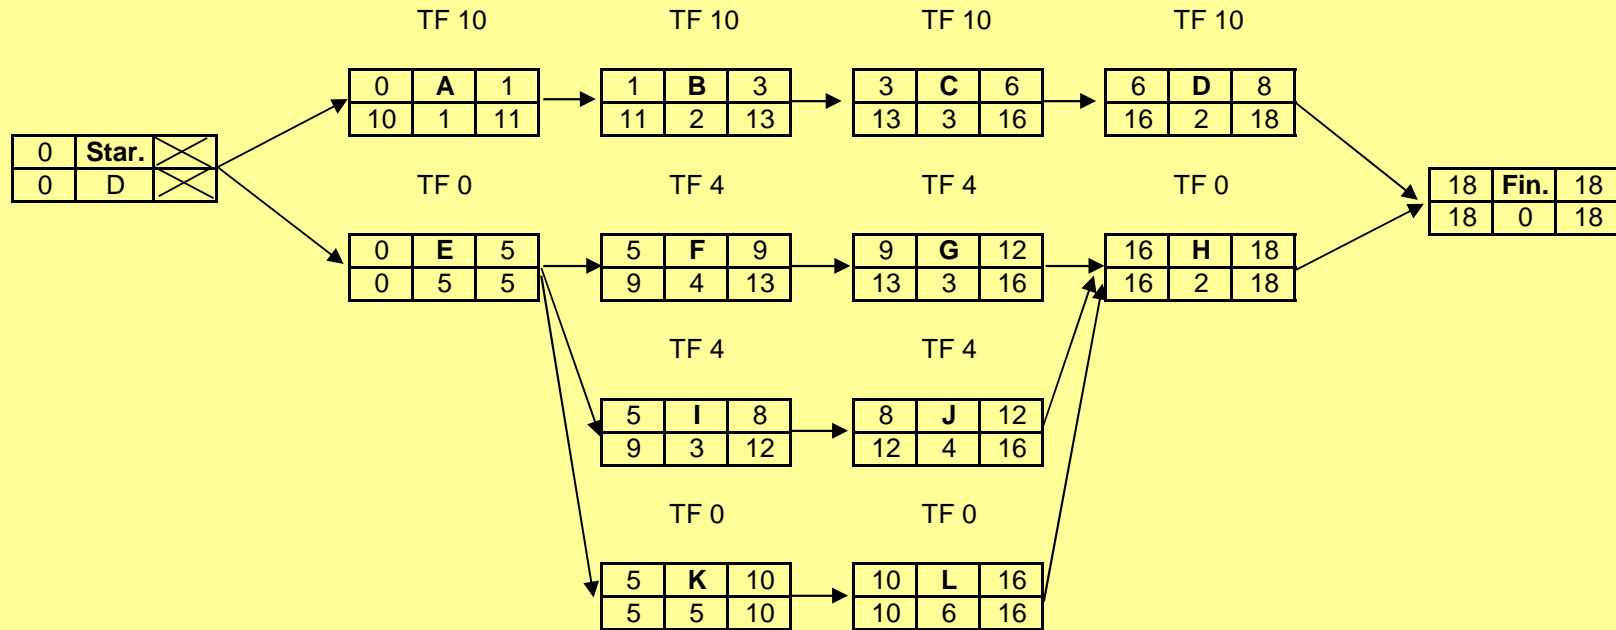 TF 10 TF 10 TF 10 TF 10
0 A 1 1 B 3 3 C 6 6 D 8
10 1 11 11 2 13 13 3 16 16 2 18
0 Star.
0 D
TF 0 TF 4 TF 4 TF 0
18 Fin. 18
18 0 18
0 E 5 5 F 9 9 G 12 16 H 18
0 5 5 9 4 13 13 3 16 16 2 18
TF 4 TF 4
5 I 8 8 J 12
9 3 12 12 4 16
TF 0 TF 0
5 K 10 10 L 16
5 5 10 10 6 16